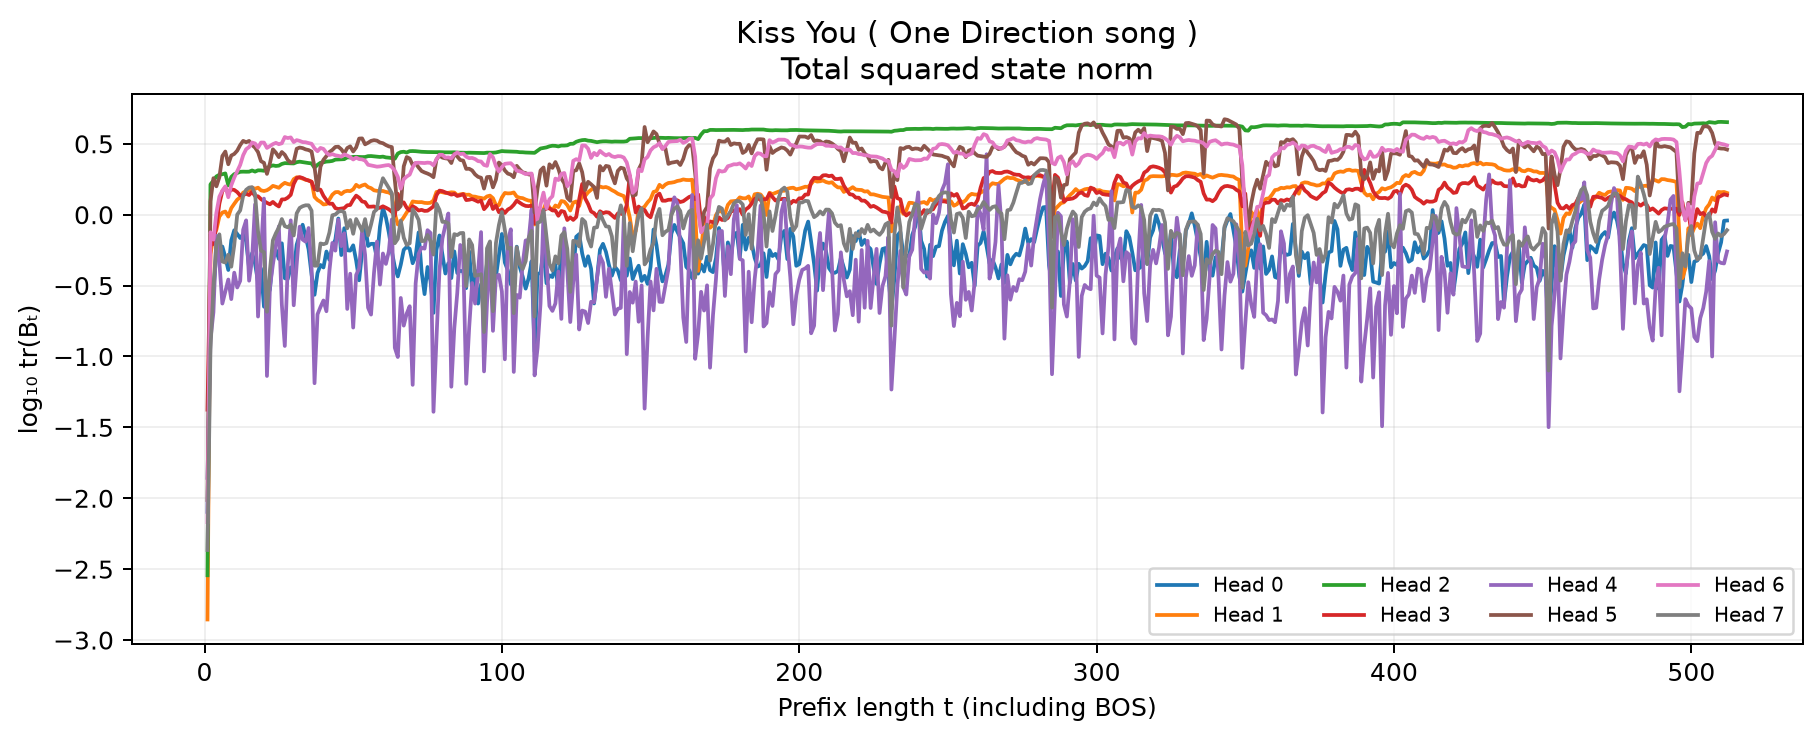 Kiss You ( One Direction song )
Total squared state norm
log₁₀ tr(Bₜ)
0.5
0.0
−0.5
−1.0
−1.5
−2.0
−2.5
−3.0
0 100 200 300 400 500
Prefix length t (including BOS)
Head 0 Head 2 Head 4 Head 6
Head 1 Head 3 Head 5 Head 7